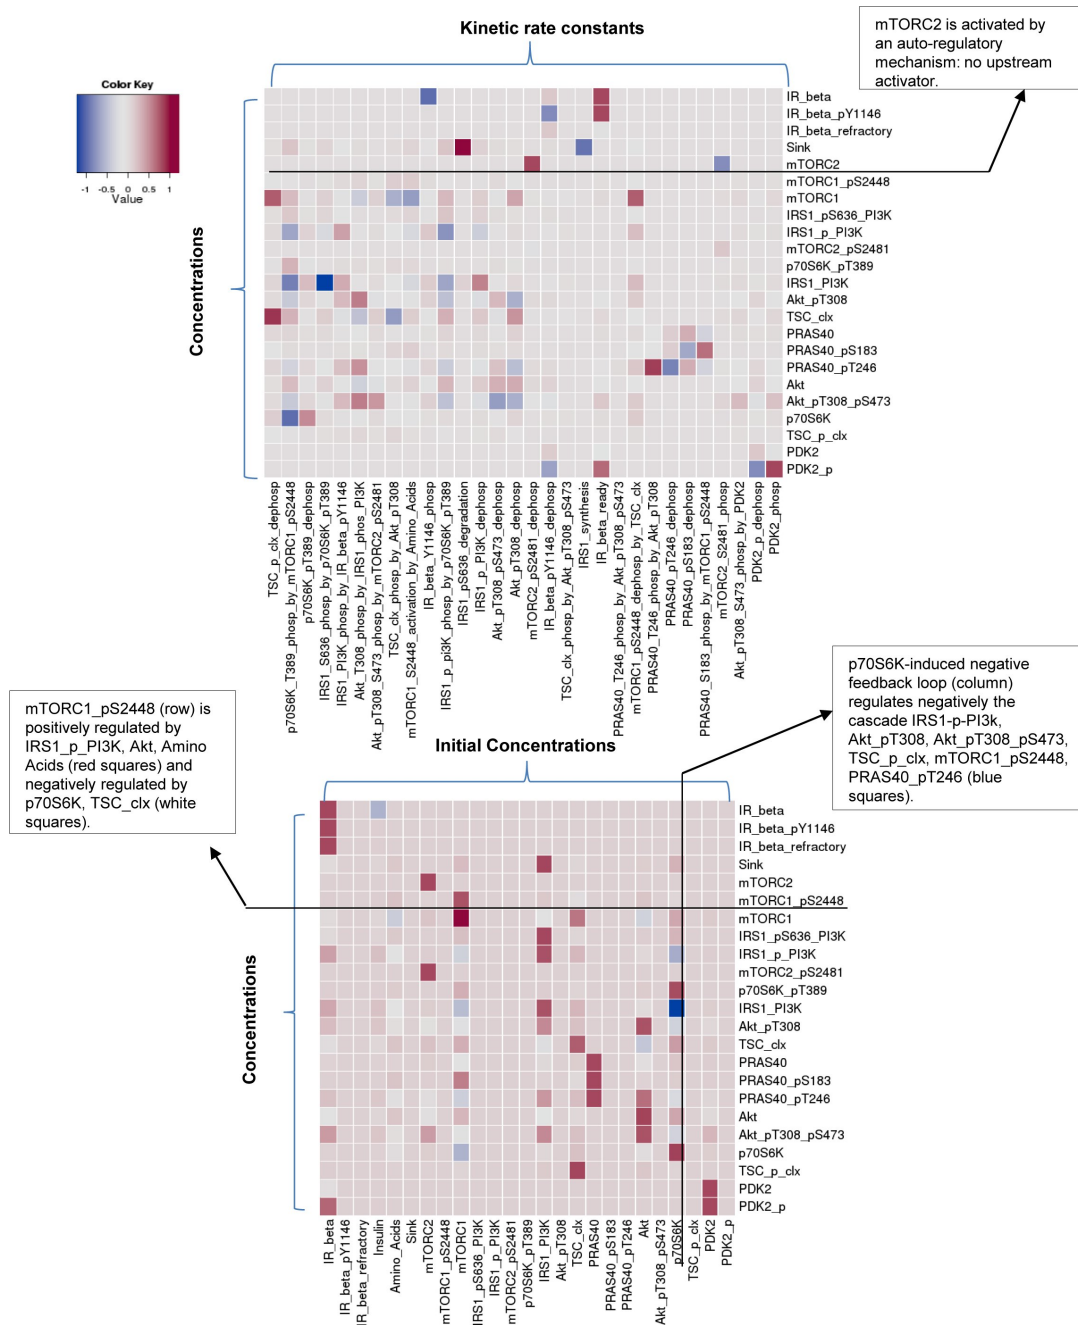 Kinetic rate constants
mTORC2 is activated by
an auto-regulatory
mechanism: no upstream
activator.
Color Key
-1 -0.5 0 0.5 1
Value
Concentrations
IR_beta
IR_beta_pY1146
IR_beta_refractory
Sink
mTORC2
mTORC1_pS2448
mTORC1
IRS1_pS636_PI3K
IRS1_p_PI3K
mTORC2_pS2481
p70S6K_pT389
IRS1_PI3K
Akt_pT308
TSC_clx
PRAS40
PRAS40_pS183
PRAS40_pT246
Akt
Akt_pT308_pS473
p70S6K
TSC_p_clx
PDK2
PDK2_p
TSC_p_clx_dephosp
p70S6K_T389_phosp_by_mTORC1_pS2448
p70S6K_pT389_dephosp
IRS1_S636_phosp_by_p70S6K_pT389
IRS1_PI3K_phosp_by_IR_beta_pY1146
Akt_T308_phosp_by_IRS1_phos_PI3K
Akt_pT308_S473_phosp_by_mTORC2_pS2481
TSC_clx_phosp_by_Akt_pT308
mTORC1_S2448_activation_by_Amino_Acids
IR_beta_Y1146_phosp
IRS1_p_pi3K_phosp_by_p70S6K_pT389
IRS1_pS636_degradation
IRS1_p_PI3K_dephosp
Akt_pT308_pS473_dephosp
Akt_pT308_dephosp
mTORC2_pS2481_dephosp
IR_beta_pY1146_dephosp
TSC_clx_phosp_by_Akt_pT308_pS473
IRS1_synthesis
IR_beta_ready
PRAS40_T246_phosp_by_Akt_pT308_pS473
mTORC1_pS2448_dephosp_by_TSC_clx
PRAS40_T246_phosp_by_Akt_pT308
PRAS40_pT246_dephosp
PRAS40_pS183_dephosp
PRAS40_S183_phosp_by_mTORC1_pS2448
mTORC2_S2481_phosp
Akt_pT308_S473_phosp_by_PDK2
PDK2_p_dephosp
PDK2_phosp
p70S6K-induced negative
feedback loop (column)
regulates negatively the
cascade IRS1-p-PI3k,
Akt_pT308, Akt_pT308_pS473,
TSC_p_clx, mTORC1_pS2448,
PRAS40_pT246 (blue
squares).
mTORC1_pS2448 (row) is
positively regulated by
IRS1_p_PI3K, Akt, Amino
Acids (red squares) and
negatively regulated by
p70S6K, TSC_clx (white
squares).
Initial Concentrations
Concentrations
IR_beta
IR_beta_pY1146
IR_beta_refractory
Sink
mTORC2
mTORC1_pS2448
mTORC1
IRS1_pS636_PI3K
IRS1_p_PI3K
mTORC2_pS2481
p70S6K_pT389
IRS1_PI3K
Akt_pT308
TSC_clx
PRAS40
PRAS40_pS183
PRAS40_pT246
Akt
Akt_pT308_pS473
p70S6K
TSC_p_clx
PDK2
PDK2_p
IR_beta
IR_beta_pY1146
IR_beta_refractory
Insulin
Amino_Acids
Sink
mTORC2
mTORC1_pS2448
mTORC1
IRS1_pS636_PI3K
IRS1_p_PI3K
mTORC2_pS2481
p70S6K_pT389
IRS1_PI3K
Akt_pT308
TSC_clx
PRAS40
PRAS40_pS183
PRAS40_pT246
Akt
Akt_pT308_pS473
p70S6K
TSC_p_clx
PDK2
PDK2_p